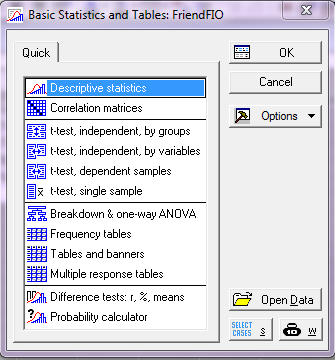 Basic Statistics and Tables: FriendFIO
Quick
Descriptive statistics
Correlation matrices
t-test, independent, by groups
t-test, independent, by variables
t-test, dependent samples
t-test, single sample
Breakdown & one-way ANOVA
Frequency tables
Tables and banners
Multiple response tables
Difference tests: r, %, means
Probability calculator
OK
Cancel
Options
Open Data
SELECT
CASES S
W